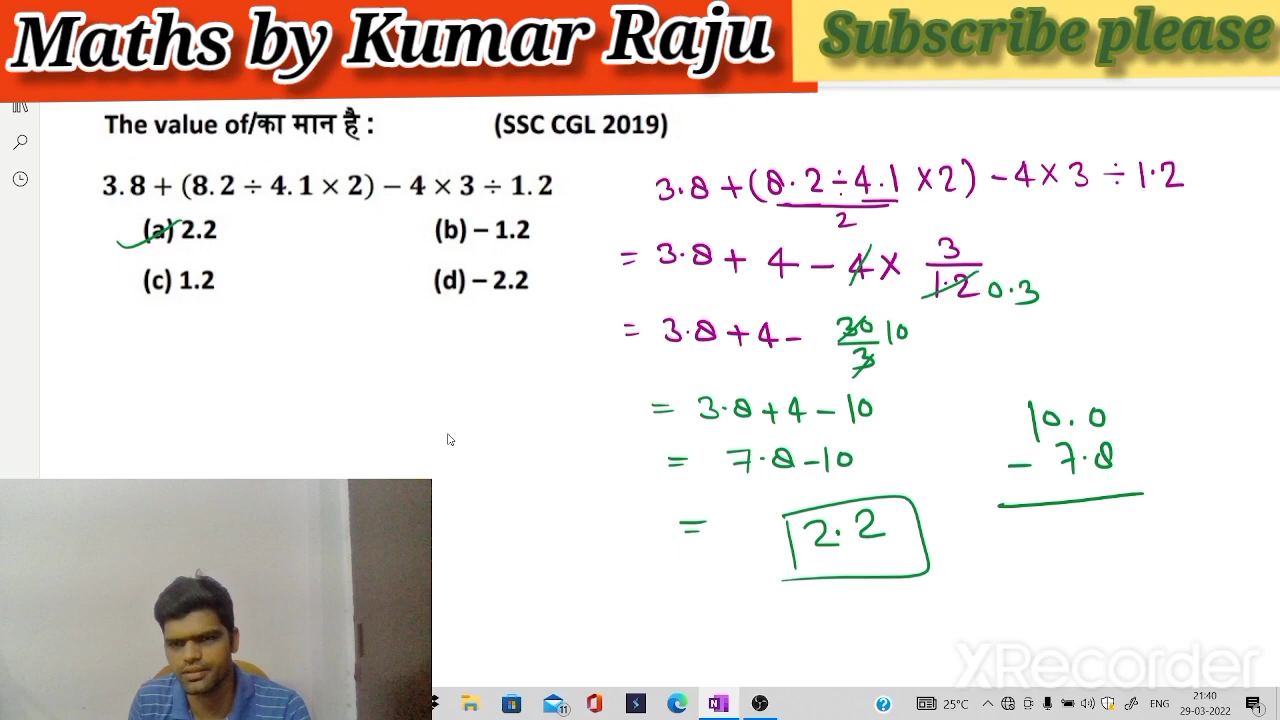 Maths by Kumar Raju
Subscribe please
The value of/का मान है : (SSC CGL 2019)
3.8 + (8.2 ÷ 4.1 × 2) − 4 × 3 ÷ 1.2
(a) 2.2 (b) – 1.2
(c) 1.2 (d) – 2.2
3.8 + (8.2 ÷ 4.1 × 2) − 4 × 3 ÷ 1.2
2
= 3.8 + 4 − 4 × 3/1.2 0.3
= 3.8 + 4 − 30/3 10
= 3.8 + 4 − 10
= 7.8 − 10
= 2.2
10.0
− 7.8
XRecorder
11
25°C
ENG
21:40
29-03-2022
1